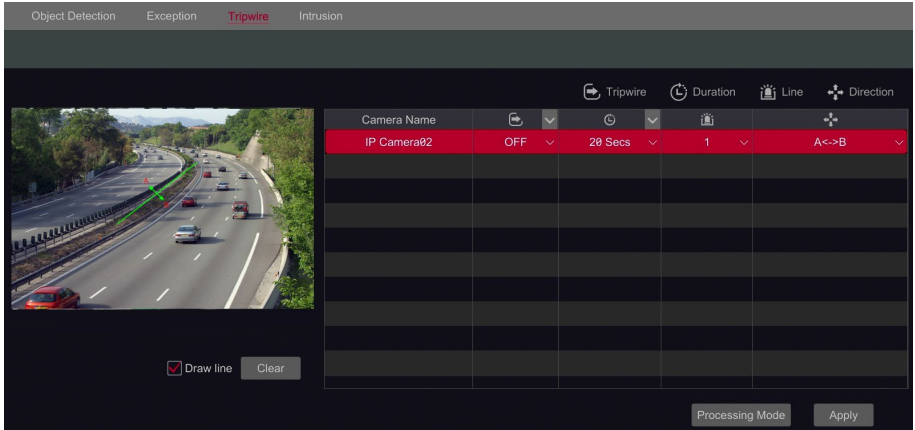 Object Detection Exception Tripwire Intrusion
Tripwire Duration Line Direction
Camera Name
IP Camera02 OFF 20 Secs 1 A<->B
A
Draw line Clear
Processing Mode Apply